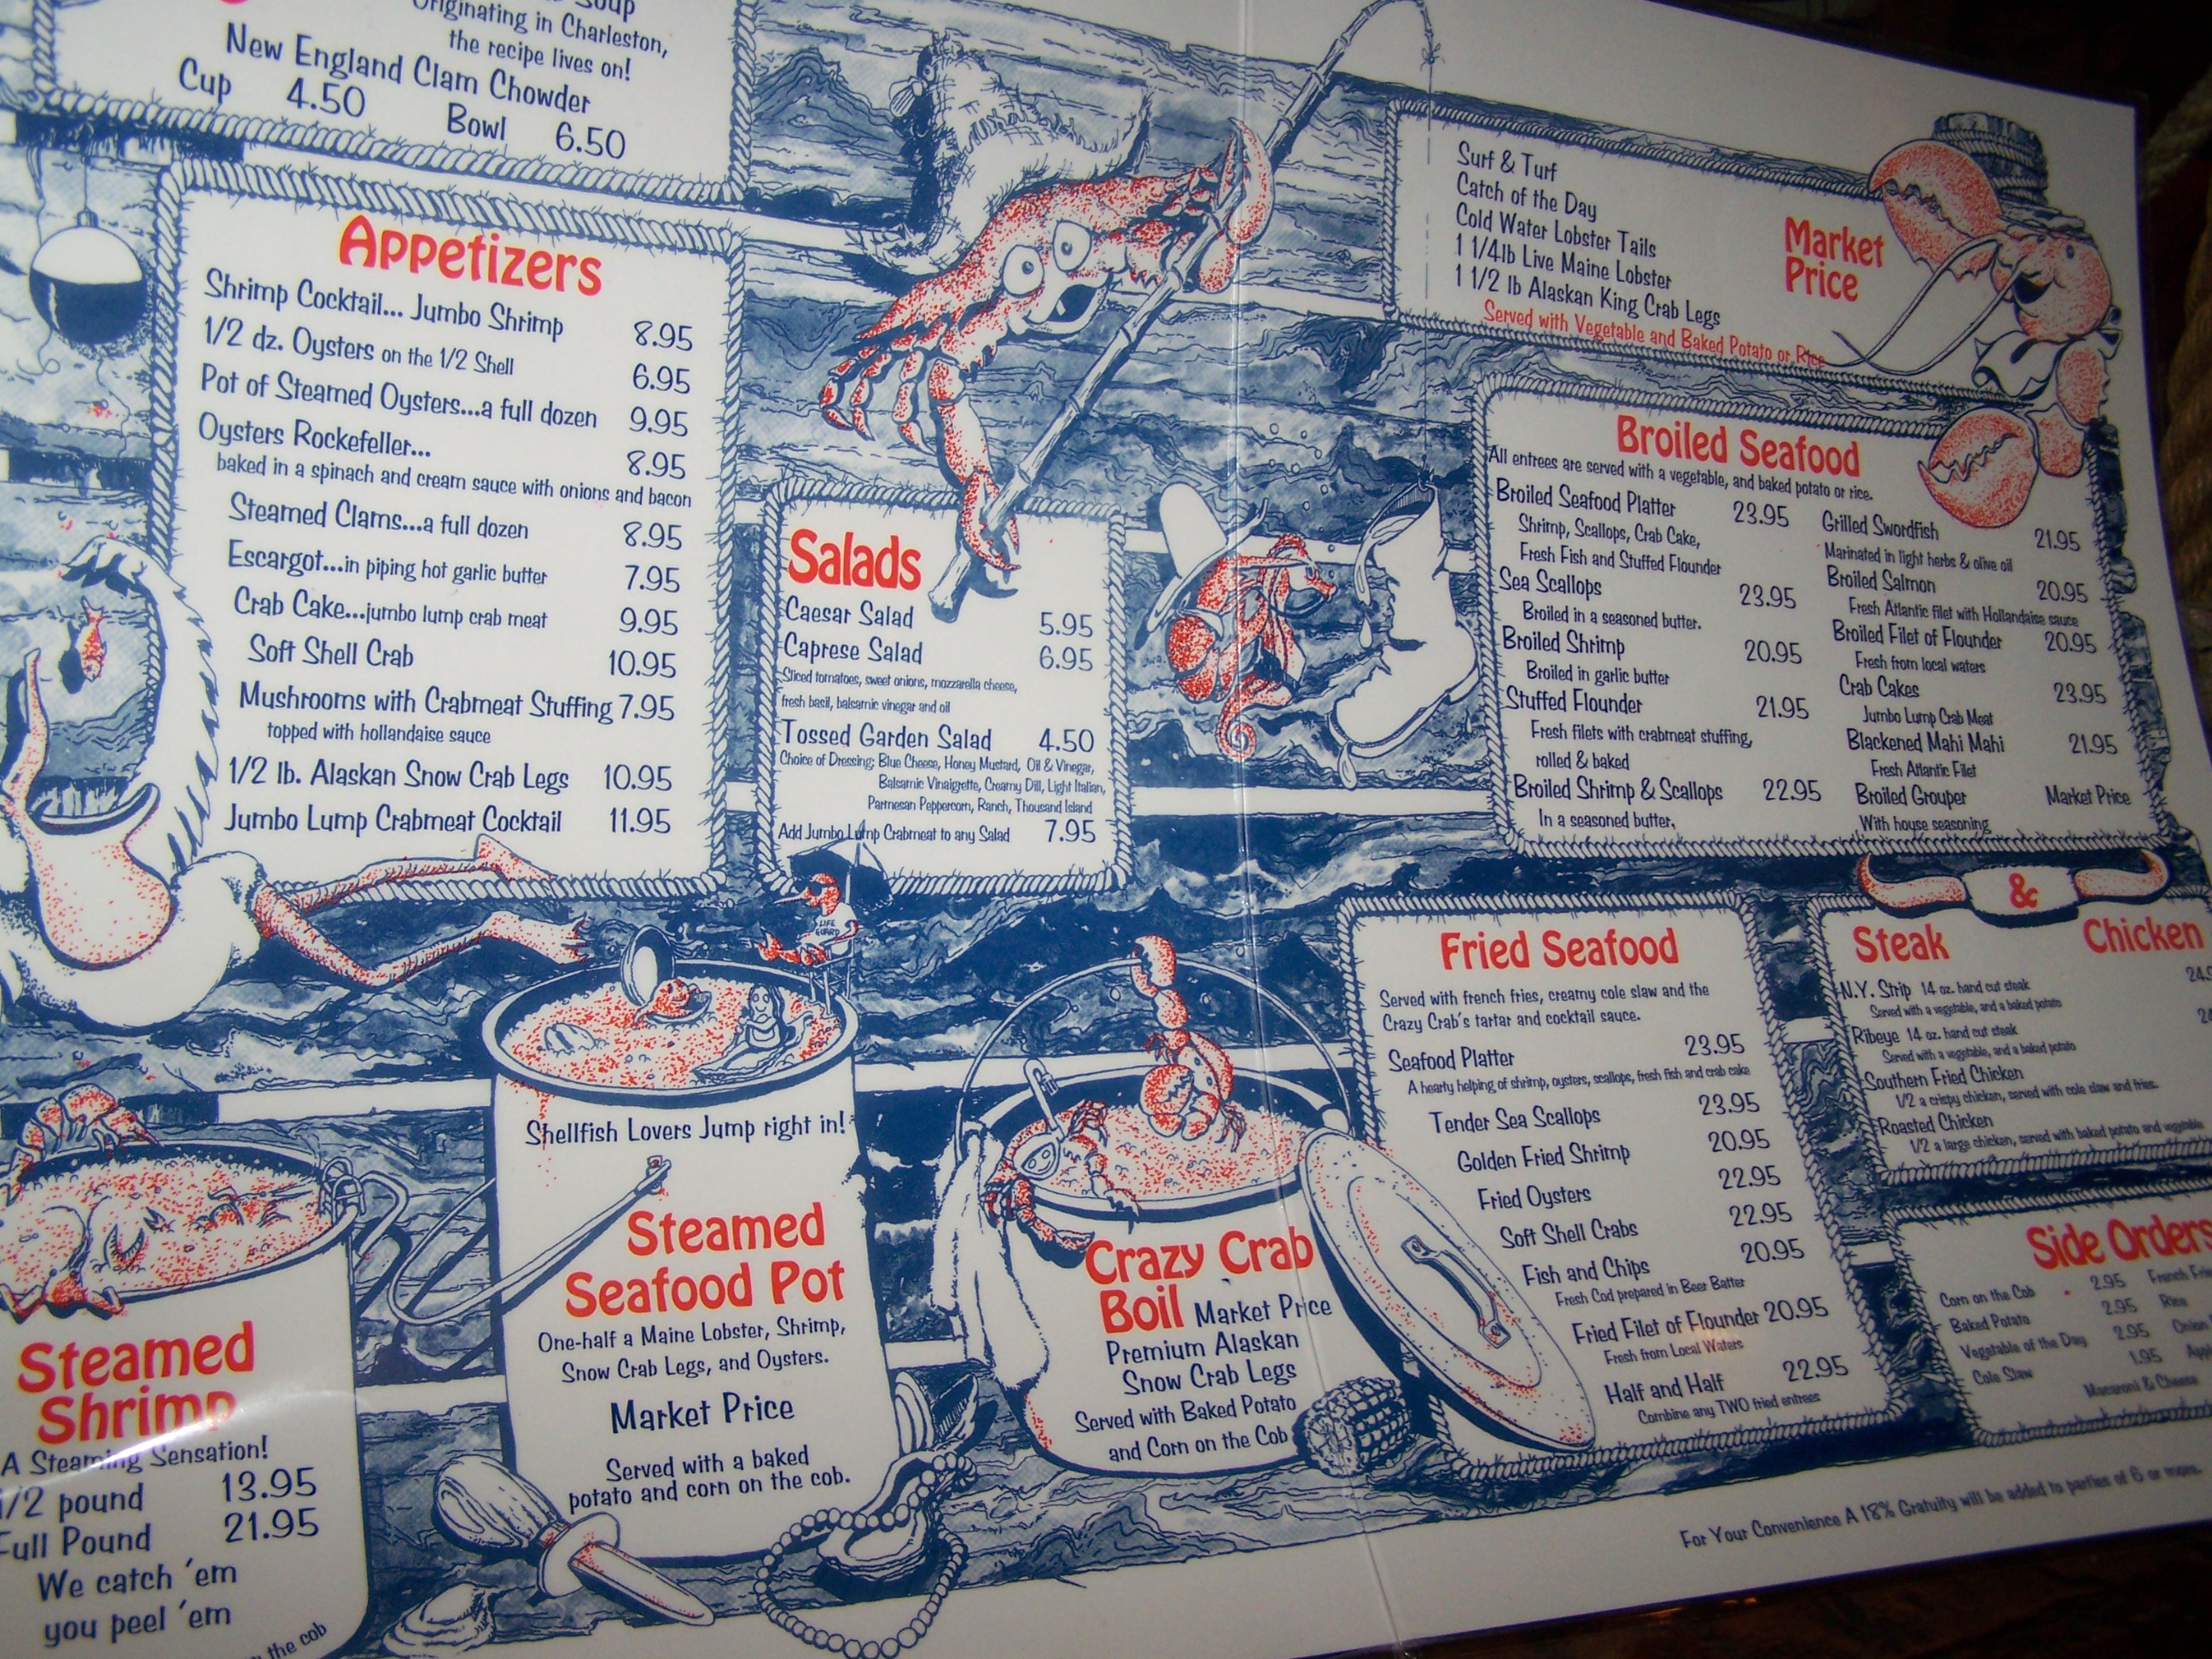 Soup
Originating in Charleston,
the recipe lives on!
New England Clam Chowder
Cup 4.50 Bowl 6.50
Appetizers
Shrimp Cocktail... Jumbo Shrimp 8.95
1/2 dz. Oysters on the 1/2 Shell 6.95
Pot of Steamed Oysters...a full dozen 9.95
Oysters Rockefeller... 8.95
baked in a spinach and cream sauce with onions and bacon
Steamed Clams...a full dozen 8.95
Escargot...in piping hot garlic butter 7.95
Crab Cake...jumbo lump crab meat 9.95
Soft Shell Crab 10.95
Mushrooms with Crabmeat Stuffing 7.95
topped with hollandaise sauce
1/2 lb. Alaskan Snow Crab Legs 10.95
Jumbo Lump Crabmeat Cocktail 11.95
Salads
Caesar Salad 5.95
Caprese Salad 6.95
Sliced tomatoes, sweet onions, mozzarella cheese,
fresh basil, balsamic vinegar and oil
Tossed Garden Salad 4.50
Choice of Dressing; Blue Cheese, Honey Mustard, Oil & Vinegar,
Balsamic Vinaigrette, Creamy Dill, Light Italian,
Parmesan Peppercorn, Ranch, Thousand Island
Add Jumbo Lump Crabmeat to any Salad 7.95
Surf & Turf
Catch of the Day
Cold Water Lobster Tails
1 1/4lb Live Maine Lobster
1 1/2 lb Alaskan King Crab Legs
Market
Price
Served with Vegetable and Baked Potato or Rice
Broiled Seafood
All entrees are served with a vegetable, and baked potato or rice.
Broiled Seafood Platter 23.95
Shrimp, Scallops, Crab Cake,
Fresh Fish and Stuffed Flounder
Sea Scallops 23.95
Broiled in a seasoned butter.
Broiled Shrimp 20.95
Broiled in garlic butter
Stuffed Flounder 21.95
Fresh filets with crabmeat stuffing,
rolled & baked
Broiled Shrimp & Scallops 22.95
In a seasoned butter,
Grilled Swordfish 21.95
Marinated in light herbs & olive oil
Broiled Salmon 20.95
Fresh Atlantic filet with Hollandaise sauce
Broiled Filet of Flounder 20.95
Fresh from local waters
Crab Cakes 23.95
Jumbo Lump Crab Meat
Blackened Mahi Mahi 21.95
Fresh Atlantic Filet
Broiled Grouper Market Price
With house seasoning
LIFE
GUARD
Steamed
Shrimp
A Steaming Sensation!
1/2 pound 13.95
Full Pound 21.95
We catch 'em
you peel 'em
the cob
Shellfish Lovers Jump right in!
Steamed
Seafood Pot
One-half a Maine Lobster, Shrimp,
Snow Crab Legs, and Oysters.
Market Price
Served with a baked
potato and corn on the cob.
Crazy Crab
Boil Market Price
Premium Alaskan
Snow Crab Legs
Served with Baked Potato
and Corn on the Cob
Fried Seafood
Served with french fries, creamy cole slaw and the
Crazy Crab's tartar and cocktail sauce.
Seafood Platter 23.95
A hearty helping of shrimp, oysters, scallops, fresh fish and crab cake
Tender Sea Scallops 23.95
Golden Fried Shrimp 20.95
Fried Oysters 22.95
Soft Shell Crabs 22.95
Fish and Chips 20.95
Fresh Cod prepared in Beer Batter
Fried Filet of Flounder 20.95
Fresh from Local Waters
Half and Half 22.95
Combine any TWO fried entrees
&
Steak Chicken
N.Y. Strip 14 oz. hand cut steak
Served with a vegetable, and a baked potato
Ribeye 14 oz. hand cut steak
Served with a vegetable, and a baked potato
Southern Fried Chicken
1/2 a crispy chicken, served with cole slaw and fries.
Roasted Chicken
1/2 a large chicken, served with baked potato and vegetable
Side Orders
Corn on the Cob 2.95 French
Baked Potato 2.95 Rice
Vegetable of the Day 2.95 Onion
Cole Slaw 1.95
Macaroni & Cheese
For Your Convenience A 18% Gratuity will be added to parties of 6 or more.